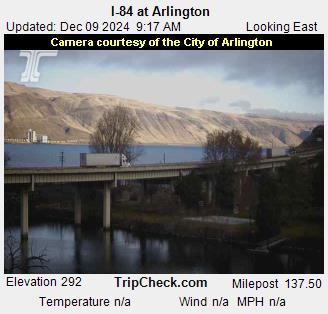 I-84 at Arlington
Updated: Dec 09 2024 9:17 AM Looking East
Camera courtesy of the City of Arlington
Elevation 292 TripCheck.com Milepost 137.50
Temperature n/a Wind n/a MPH n/a